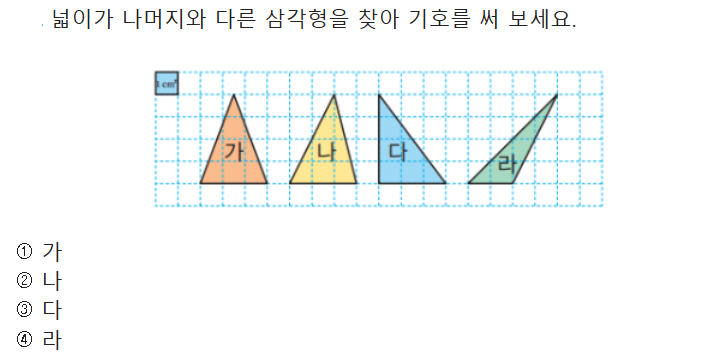 넓이가 나머지와 다른 삼각형을 찾아 기호를 써 보세요.
1 cm²
가 나 다 라
① 가
② 나
③ 다
④ 라